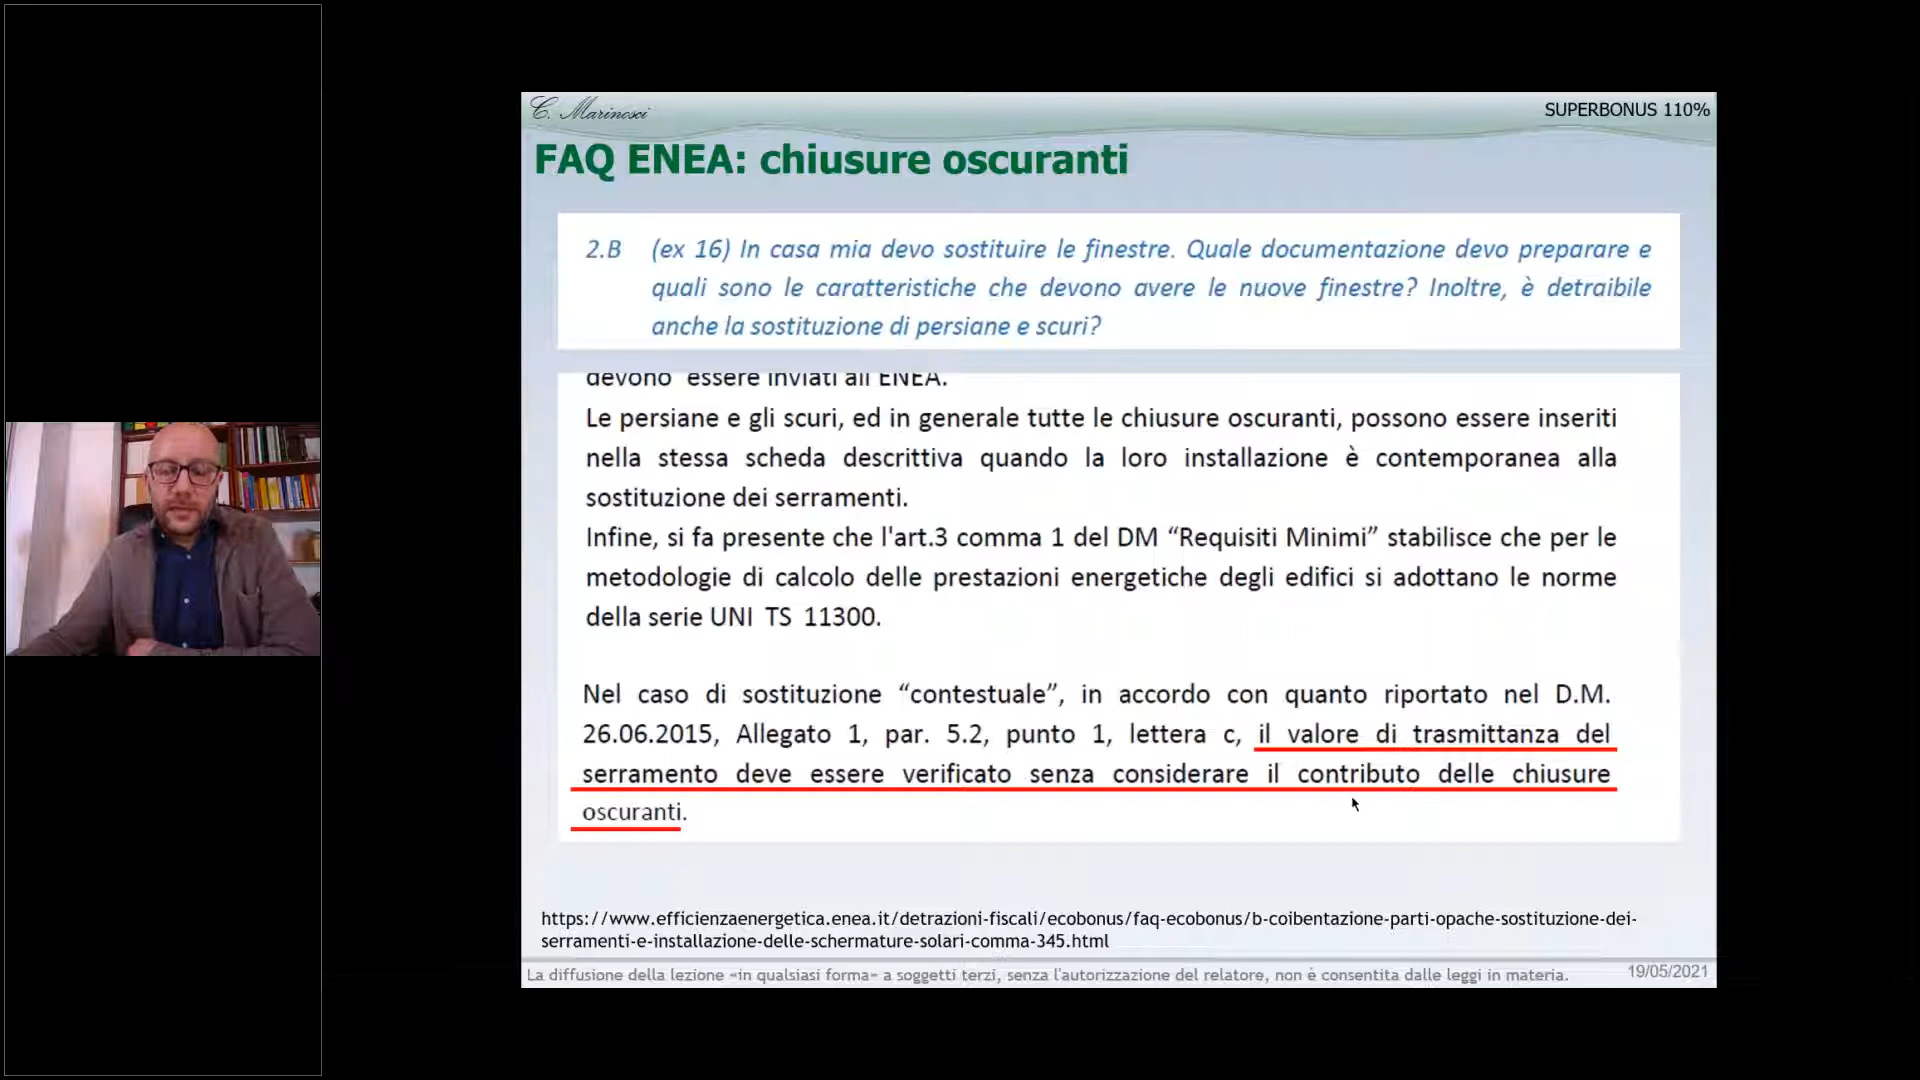 C. Marinosci
SUPERBONUS 110%
FAQ ENEA: chiusure oscuranti
2.B (ex 16) In casa mia devo sostituire le finestre. Quale documentazione devo preparare e
quali sono le caratteristiche che devono avere le nuove finestre? Inoltre, è detraibile
anche la sostituzione di persiane e scuri?
devono essere inviati all'ENEA.
Le persiane e gli scuri, ed in generale tutte le chiusure oscuranti, possono essere inseriti
nella stessa scheda descrittiva quando la loro installazione è contemporanea alla
sostituzione dei serramenti.
Infine, si fa presente che l'art.3 comma 1 del DM “Requisiti Minimi” stabilisce che per le
metodologie di calcolo delle prestazioni energetiche degli edifici si adottano le norme
della serie UNI TS 11300.
Nel caso di sostituzione “contestuale”, in accordo con quanto riportato nel D.M.
26.06.2015, Allegato 1, par. 5.2, punto 1, lettera c, il valore di trasmittanza del
serramento deve essere verificato senza considerare il contributo delle chiusure
oscuranti.
https://www.efficienzaenergetica.enea.it/detrazioni-fiscali/ecobonus/faq-ecobonus/b-coibentazione-parti-opache-sostituzione-dei-
serramenti-e-installazione-delle-schermature-solari-comma-345.html
La diffusione della lezione «in qualsiasi forma» a soggetti terzi, senza l'autorizzazione del relatore, non è consentita dalle leggi in materia.
19/05/2021